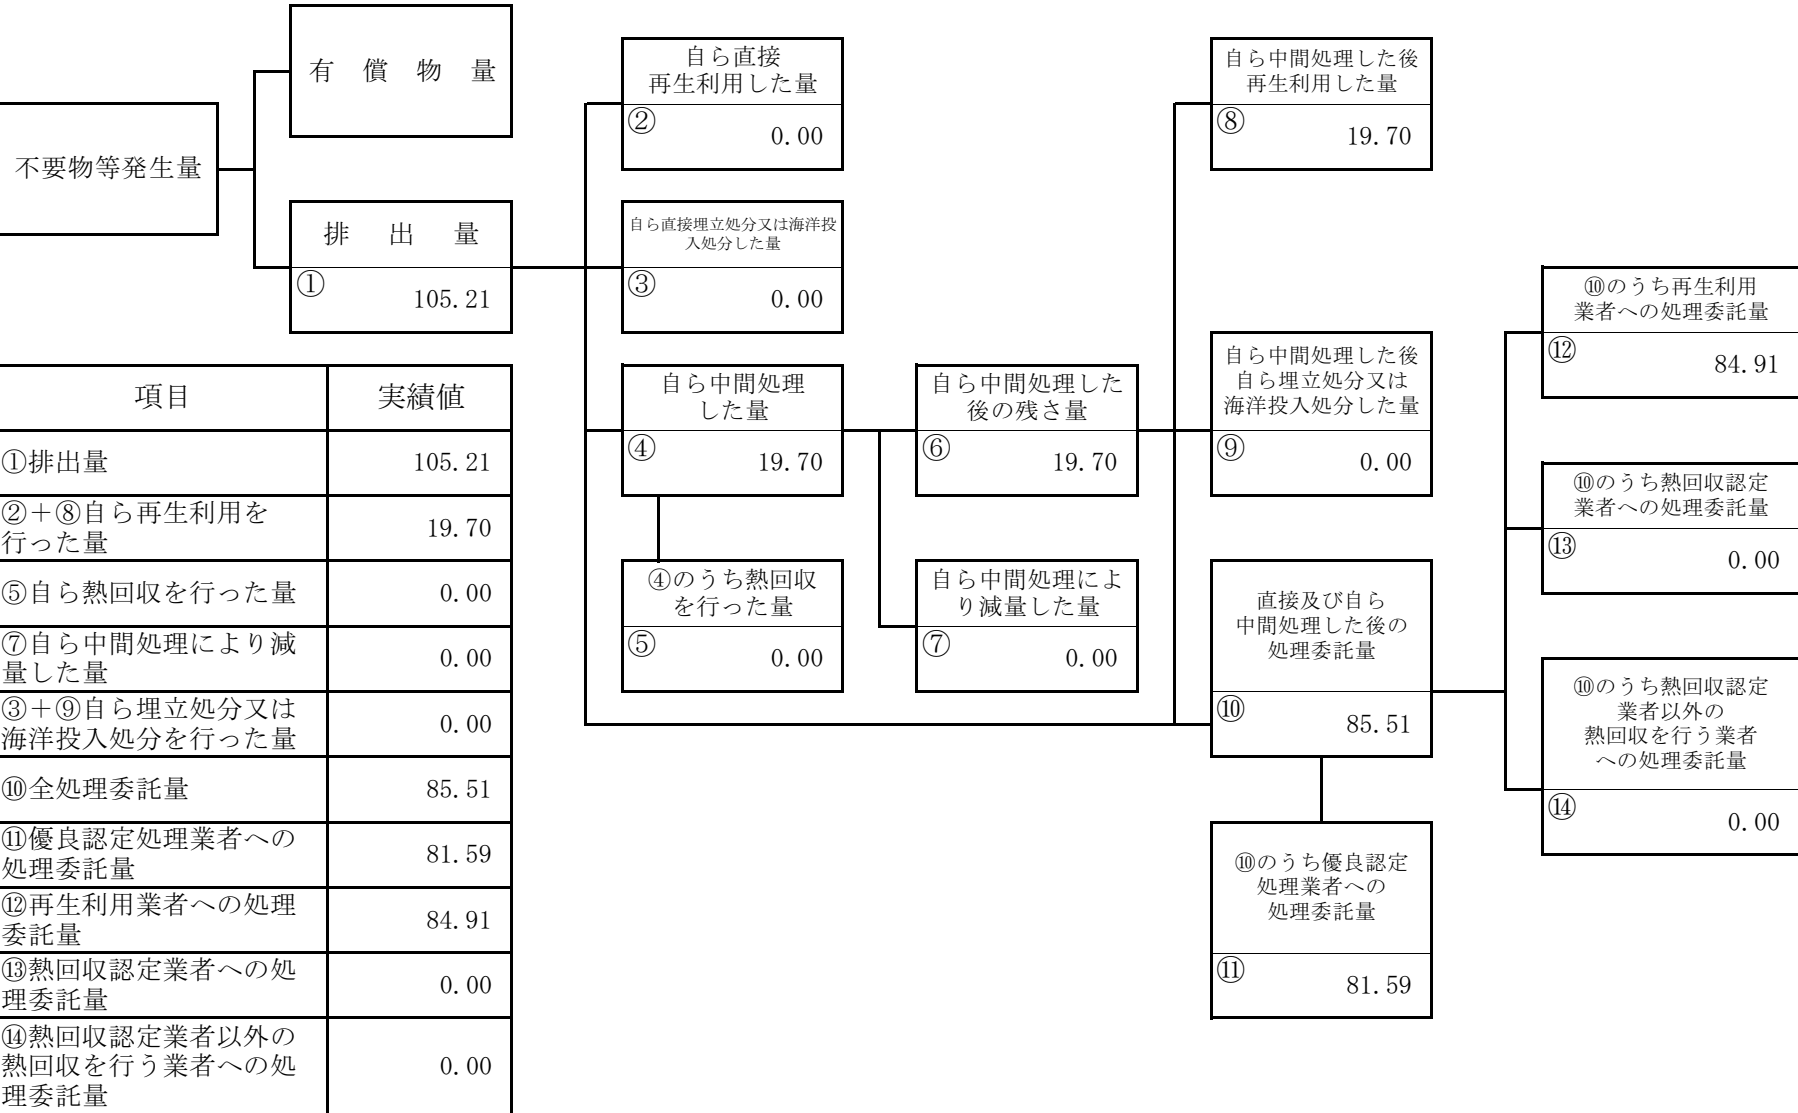 有　償　物　量
不要物等発生量
排　出　量
①
105.21
自ら直接
再生利用した量
②
0.00
自ら直接埋立処分又は海洋投
入処分した量
③
0.00
自ら中間処理
した量
④
19.70
④のうち熱回収
を行った量
⑤
0.00
自ら中間処理した
後の残さ量
⑥
19.70
自ら中間処理によ
り減量した量
⑦
0.00
自ら中間処理した後
再生利用した量
⑧
19.70
自ら中間処理した後
自ら埋立処分又は
海洋投入処分した量
⑨
0.00
直接及び自ら
中間処理した後の
処理委託量
⑩
85.51
⑩のうち優良認定
処理業者への
処理委託量
⑪
81.59
⑩のうち再生利用
業者への処理委託量
⑫
84.91
⑩のうち熱回収認定
業者への処理委託量
⑬
0.00
⑩のうち熱回収認定
業者以外の
熱回収を行う業者
への処理委託量
⑭
0.00
項目　実績値
①排出量　105.21
②＋⑧自ら再生利用を
行った量　19.70
⑤自ら熱回収を行った量　0.00
⑦自ら中間処理により減
量した量　0.00
③＋⑨自ら埋立処分又は
海洋投入処分を行った量　0.00
⑩全処理委託量　85.51
⑪優良認定処理業者への
処理委託量　81.59
⑫再生利用業者への処理
委託量　84.91
⑬熱回収認定業者への処
理委託量　0.00
⑭熱回収認定業者以外の
熱回収を行う業者への処
理委託量　0.00